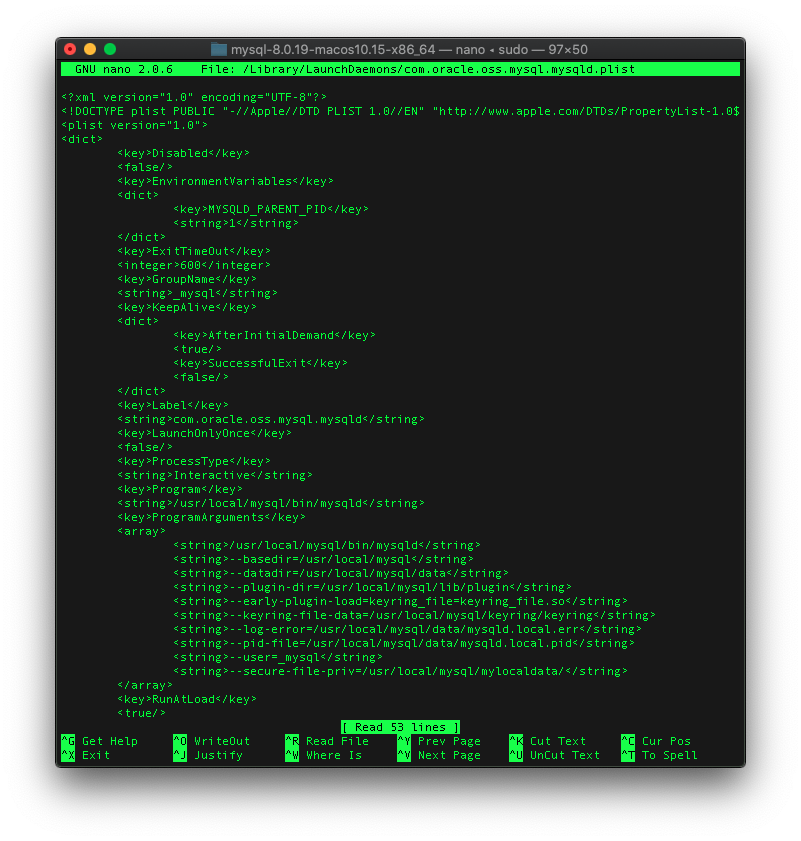 mysql-8.0.19-macos10.15-x86_64 — nano ◂ sudo — 97×50
GNU nano 2.0.6    File: /Library/LaunchDaemons/com.oracle.oss.mysql.mysqld.plist
<?xml version="1.0" encoding="UTF-8"?>
<!DOCTYPE plist PUBLIC "-//Apple//DTD PLIST 1.0//EN" "http://www.apple.com/DTDs/PropertyList-1.0$
<plist version="1.0">
<dict>
        <key>Disabled</key>
        <false/>
        <key>EnvironmentVariables</key>
        <dict>
                <key>MYSQLD_PARENT_PID</key>
                <string>1</string>
        </dict>
        <key>ExitTimeOut</key>
        <integer>600</integer>
        <key>GroupName</key>
        <string>_mysql</string>
        <key>KeepAlive</key>
        <dict>
                <key>AfterInitialDemand</key>
                <true/>
                <key>SuccessfulExit</key>
                <false/>
        </dict>
        <key>Label</key>
        <string>com.oracle.oss.mysql.mysqld</string>
        <key>LaunchOnlyOnce</key>
        <false/>
        <key>ProcessType</key>
        <string>Interactive</string>
        <key>Program</key>
        <string>/usr/local/mysql/bin/mysqld</string>
        <key>ProgramArguments</key>
        <array>
                <string>/usr/local/mysql/bin/mysqld</string>
                <string>--basedir=/usr/local/mysql</string>
                <string>--datadir=/usr/local/mysql/data</string>
                <string>--plugin-dir=/usr/local/mysql/lib/plugin</string>
                <string>--early-plugin-load=keyring_file=keyring_file.so</string>
                <string>--keyring-file-data=/usr/local/mysql/keyring/keyring</string>
                <string>--log-error=/usr/local/mysql/data/mysqld.local.err</string>
                <string>--pid-file=/usr/local/mysql/data/mysqld.local.pid</string>
                <string>--user=_mysql</string>
                <string>--secure-file-priv=/usr/local/mysql/mylocaldata/</string>
        </array>
        <key>RunAtLoad</key>
        <true/>
[ Read 53 lines ]
^G Get Help  ^O WriteOut  ^R Read File  ^Y Prev Page  ^K Cut Text  ^C Cur Pos
^X Exit  ^J Justify  ^W Where Is  ^V Next Page  ^U UnCut Text  ^T To Spell